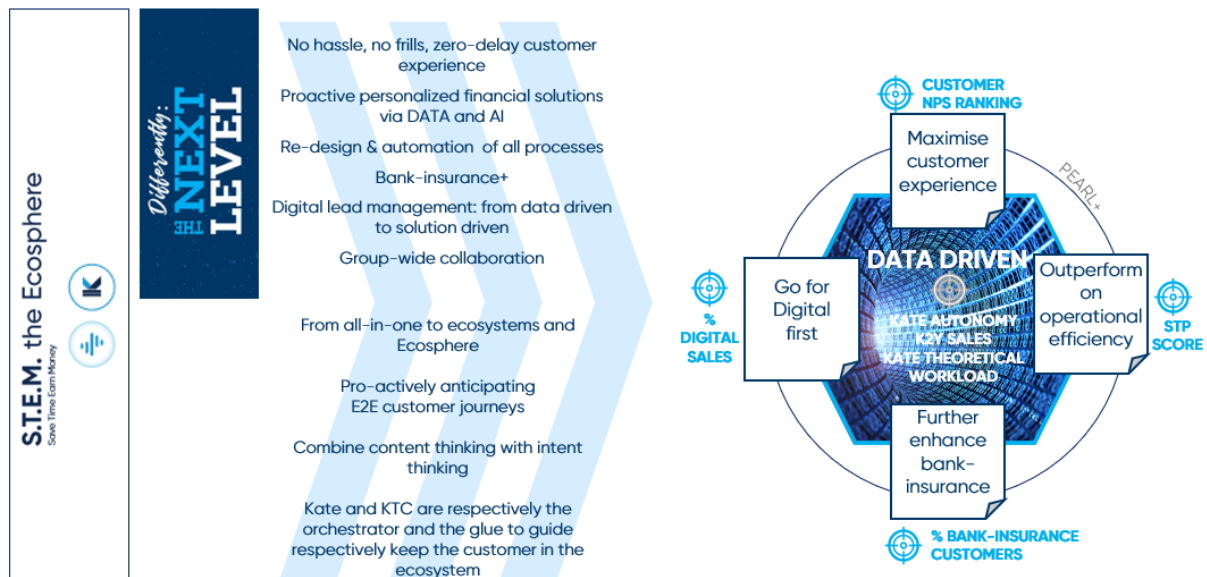 S.T.E.M. the Ecosphere
Save Time Earn Money
Differently:
THE NEXT
LEVEL
No hassle, no frills, zero-delay customer
experience
Proactive personalized financial solutions
via DATA and AI
Re-design & automation of all processes
Bank-insurance+
Digital lead management: from data driven
to solution driven
Group-wide collaboration
From all-in-one to ecosystems and
Ecosphere
Pro-actively anticipating
E2E customer journeys
Combine content thinking with intent
thinking
Kate and KTC are respectively the
orchestrator and the glue to guide
respectively keep the customer in the
ecosystem
CUSTOMER
NPS RANKING
Maximise
customer
experience
PEARL+
DATA DRIVEN
KATE AUTONOMY
K2Y SALES
KATE THEORETICAL
WORKLOAD
Go for
Digital
first
%
DIGITAL
SALES
Outperform
on
operational
efficiency
STP
SCORE
Further
enhance
bank-
insurance
% BANK-INSURANCE
CUSTOMERS